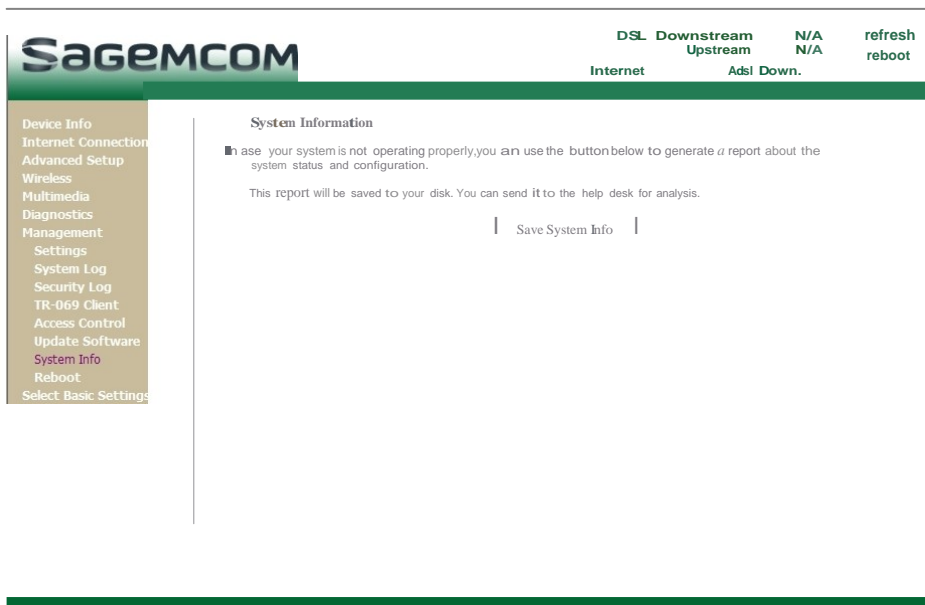 Sagemcom
DSL Downstream N/A
Upstream N/A
Internet Adsl Down.
refresh
reboot
Device Info
Internet Connection
Advanced Setup
Wireless
Multimedia
Diagnostics
Management
Settings
System Log
Security Log
TR-069 Client
Access Control
Update Software
System Info
Reboot
Select Basic Settings
System Information
n ase your system is not operating properly,you an use the button below to generate a report about the
system status and configuration.
This report will be saved to your disk. You can send it to the help desk for analysis.
Save System Info